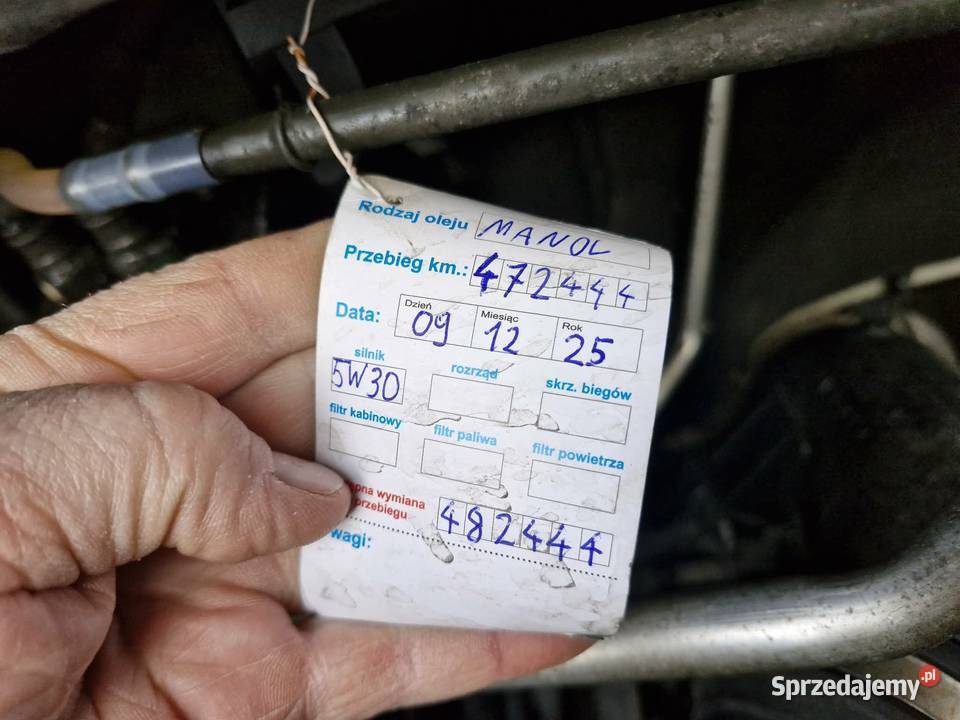 Rodzaj oleju MANOL
Przebieg km.: 472444
Data: Dzień 09 Miesiąc 12 Rok 25
silnik rozrząd skrz. biegów
5W30
filtr kabinowy filtr paliwa filtr powietrza
pna wymiana
przebiegu 482444
wagi:
Sprzedajemy.pl